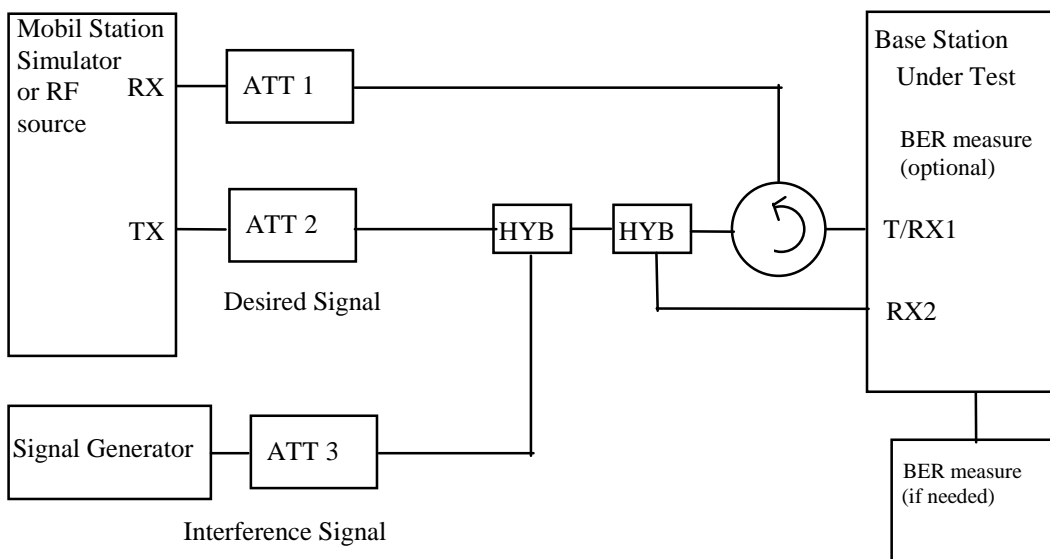 Mobil Station
Simulator
or RF
source
RX
TX
ATT 1
ATT 2
HYB
HYB
Desired Signal
Signal Generator
ATT 3
Interference Signal
Base Station
Under Test
BER measure
(optional)
T/RX1
RX2
BER measure
(if needed)